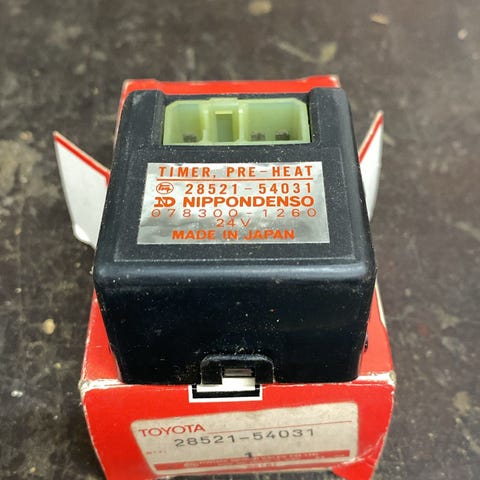 TIMER, PRE-HEAT
28521-54031
ND NIPPONDENSO
078300-1260
24V
MADE IN JAPAN
TOYOTA
28521-54031
1